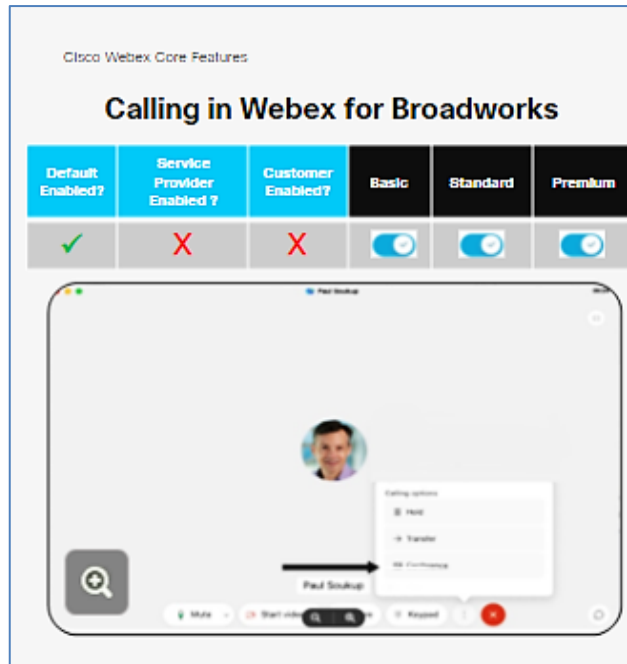 Cisco Webex Core Features
Calling in Webex for Broadworks
Default Enabled?
Service Provider Enabled ?
Customer Enabled?
Basic
Standard
Premium
X
X
Paul Soukup
Calling options
Hold
Transfer
Conference
Paul Soukup
Mute
Start video
Keypad